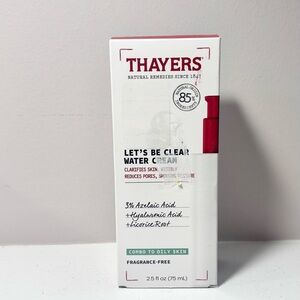 THAYERS
NATURAL REMEDIES SINCE 1847
85%
LET'S BE CLEAR
WATER CREAM
CLARIFIES SKIN, VISIBLY
REDUCES PORES, SMOOTHS TEXTURE
3% Azelaic Acid
+Hyaluronic Acid
+Licorice Root
COMBO TO OILY SKIN
FRAGRANCE-FREE
2.5 fl oz (75 mL)